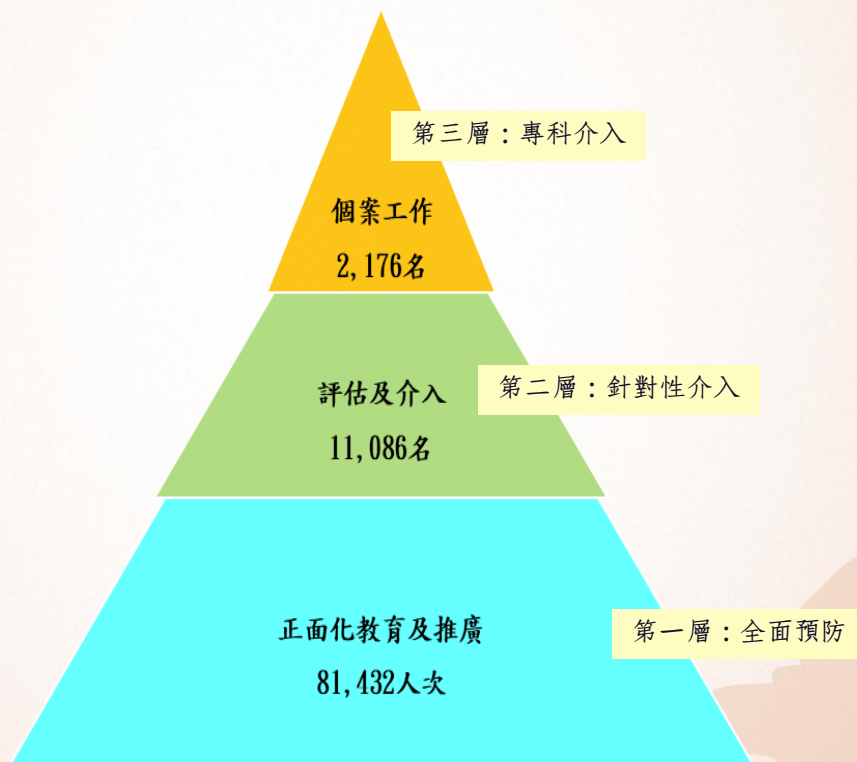 第三層：專科介入
個案工作
2,176名
第二層：針對性介入
評估及介入
11,086名
第一層：全面預防
正面化教育及推廣
81,432人次